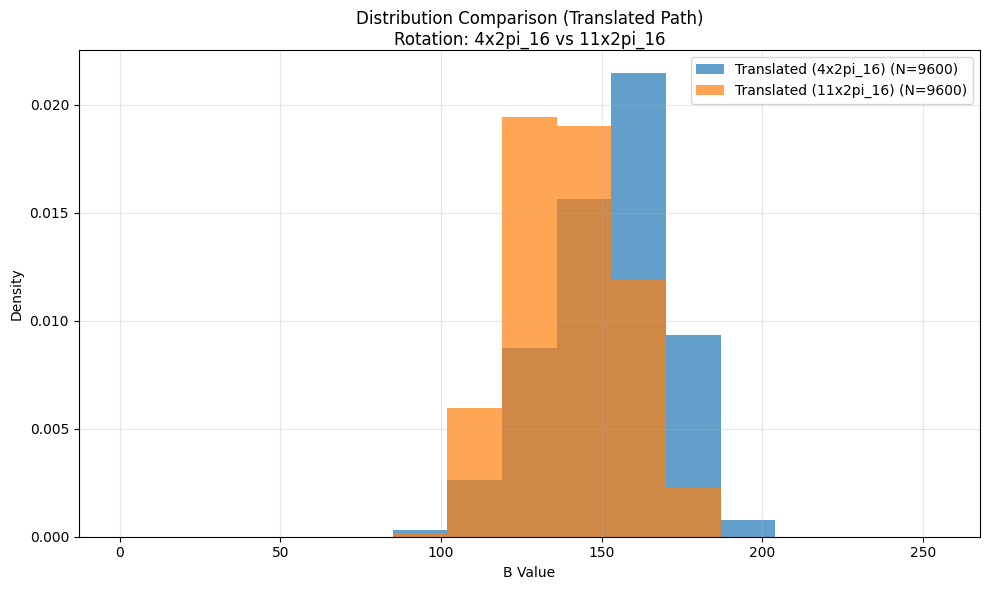 Distribution Comparison (Translated Path)
Rotation: 4x2pi_16 vs 11x2pi_16
Translated (4x2pi_16) (N=9600)
Translated (11x2pi_16) (N=9600)
Density
0.020
0.015
0.010
0.005
0.000
0 50 100 150 200 250
B Value